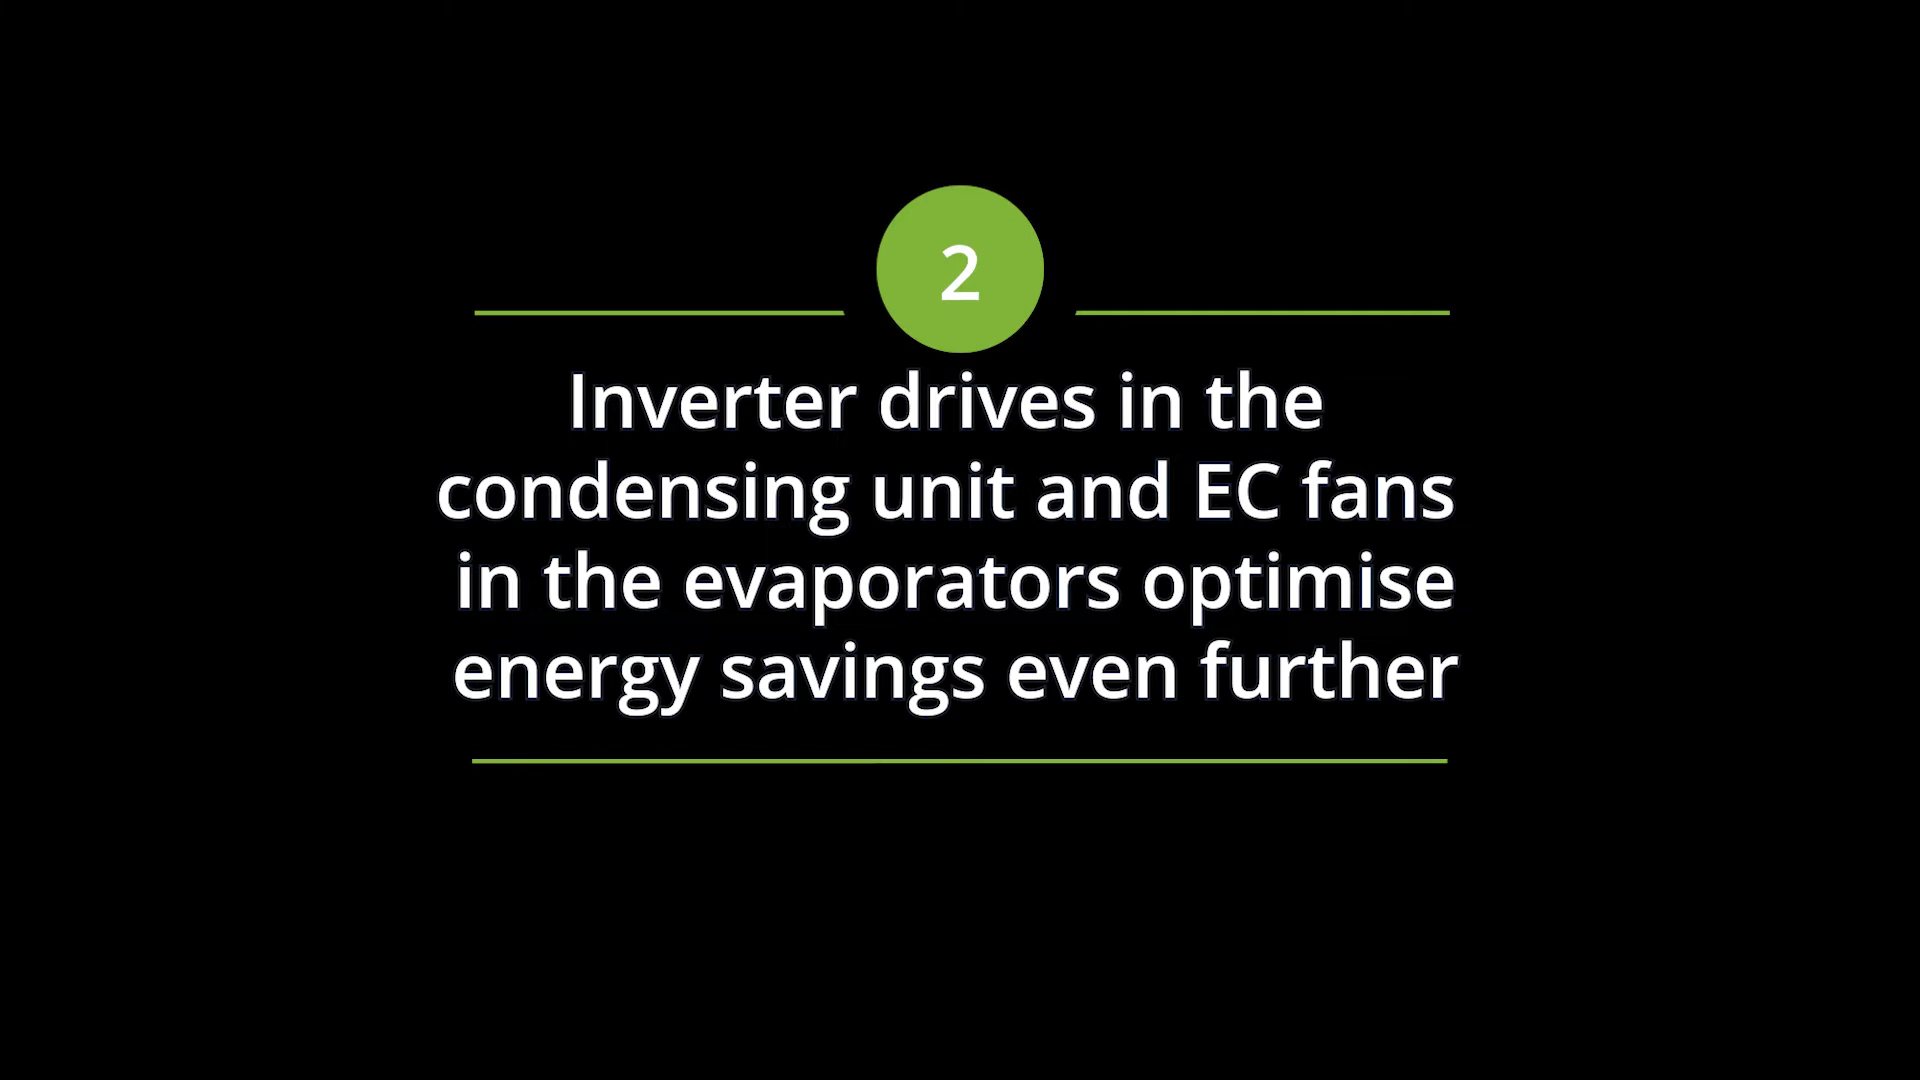 2
Inverter drives in the
condensing unit and EC fans
in the evaporators optimise
energy savings even further